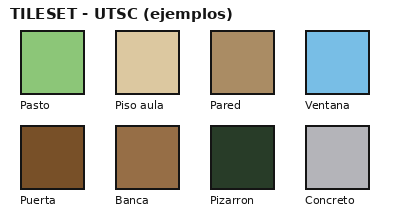 TILESET - UTSC (ejemplos)
Pasto Piso aula Pared Ventana
Puerta Banca Pizarron Concreto